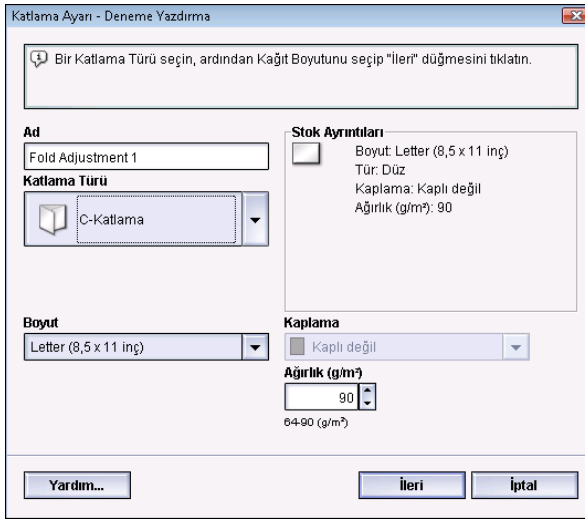 Katlama Ayarı - Deneme Yazdırma
Bir Katlama Türü seçin, ardından Kağıt Boyutunu seçip "İleri" düğmesini tıklatın.
Ad
Fold Adjustment 1
Katlama Türü
C-Katlama
Stok Ayrıntıları
Boyut: Letter (8,5 x 11 inç)
Tür: Düz
Kaplama: Kaplı değil
Ağırlık (g/m²): 90
Boyut
Letter (8,5 x 11 inç)
Kaplama
Kaplı değil
Ağırlık (g/m²)
90
64-90 (g/m²)
Yardım...
İleri
İptal